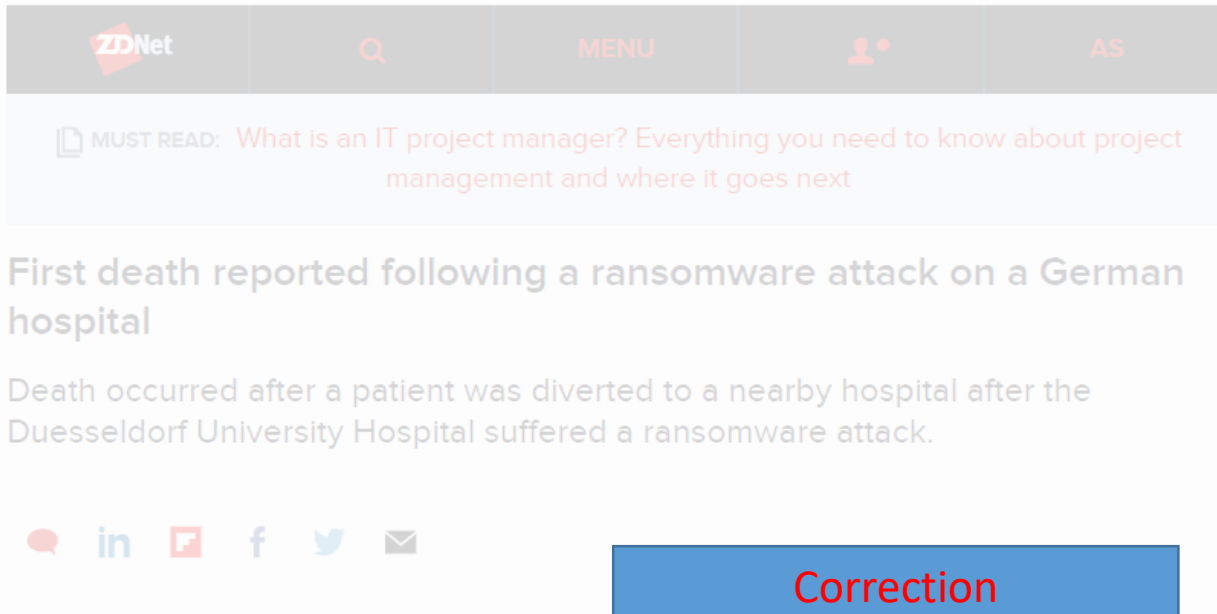 ZDNet MENU AS
MUST READ: What is an IT project manager? Everything you need to know about project
management and where it goes next
First death reported following a ransomware attack on a German
hospital
Death occurred after a patient was diverted to a nearby hospital after the
Duesseldorf University Hospital suffered a ransomware attack.
in f
Correction